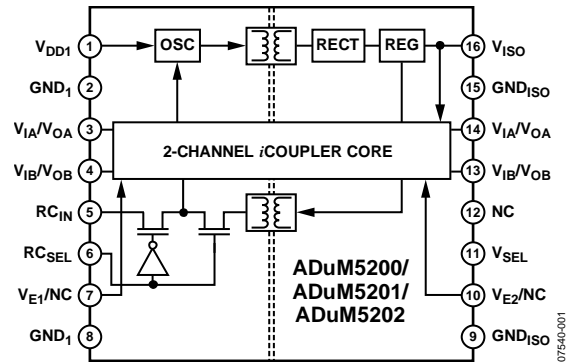 V_DD1 1 OSC RECT REG 16 V_ISO
GND_1 2 15 GND_ISO
V_IA/V_OA 3 14 V_IA/V_OA
2-CHANNEL iCOUPLER CORE
V_IB/V_OB 4 13 V_IB/V_OB
RC_IN 5 12 NC
RC_SEL 6 11 V_SEL
ADuM5200/
ADuM5201/
ADuM5202
V_E1/NC 7 10 V_E2/NC
GND_1 8 9 GND_ISO
07540-001